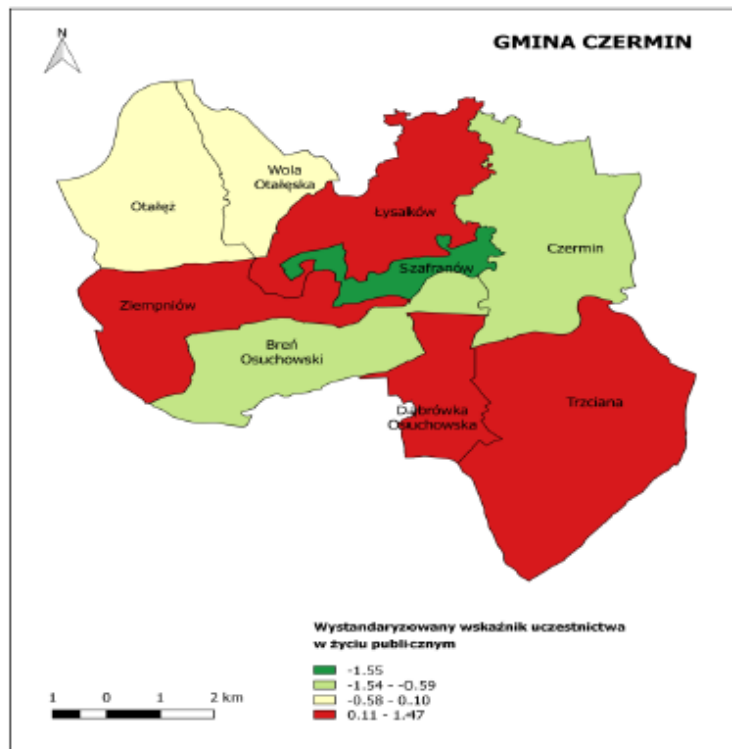 N
GMINA CZERMIN
Wola
Otałęska
Otałęż
Łysaków
Czermin
Szafranów
Ziempniów
Breń
Osuchowski
Dąbrówka
Osuchowska
Trzciana
Wystandaryzowany wskaźnik uczestnictwa
w życiu publicznym
-1.55
-1.54 - -0.59
-0.58 - 0.10
0.11 - 1.47
1 0 1 2 km